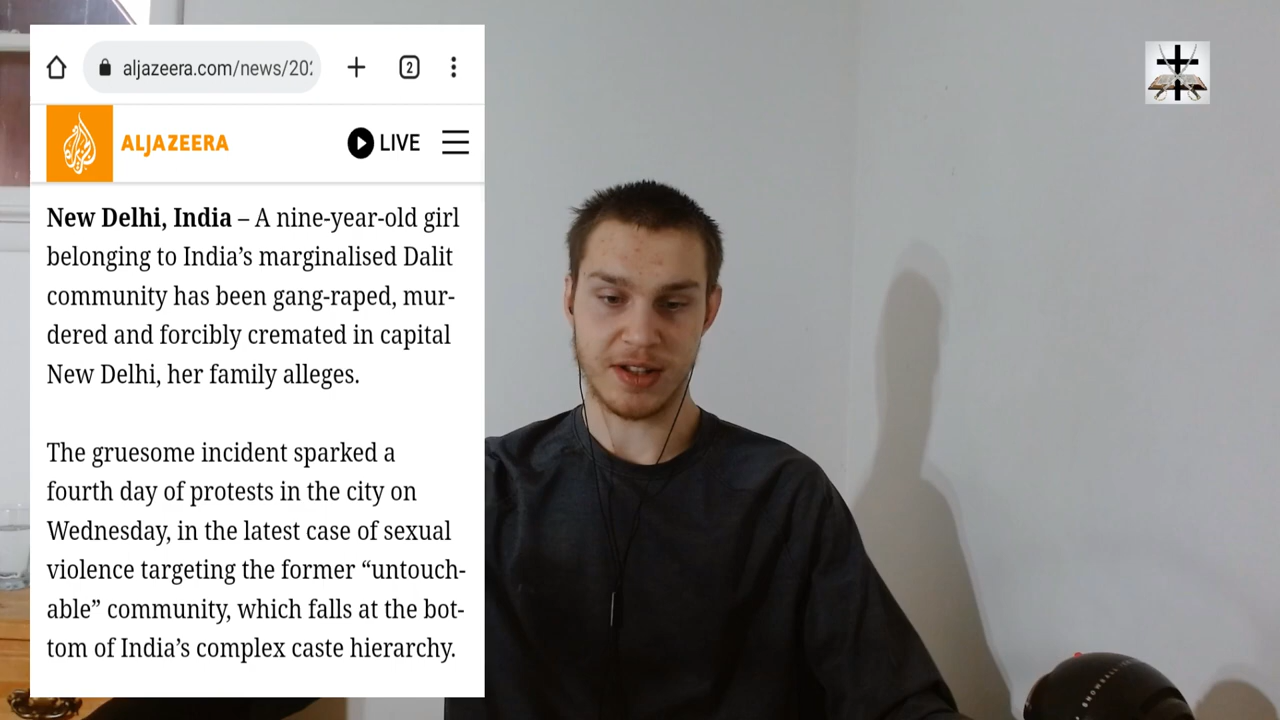 aljazeera.com/news/202
2
ALJAZEERA
LIVE
New Delhi, India – A nine-year-old girl
belonging to India’s marginalised Dalit
community has been gang-raped, mur-
dered and forcibly cremated in capital
New Delhi, her family alleges.
The gruesome incident sparked a
fourth day of protests in the city on
Wednesday, in the latest case of sexual
violence targeting the former “untouch-
able” community, which falls at the bot-
tom of India’s complex caste hierarchy.
SNOWBALL